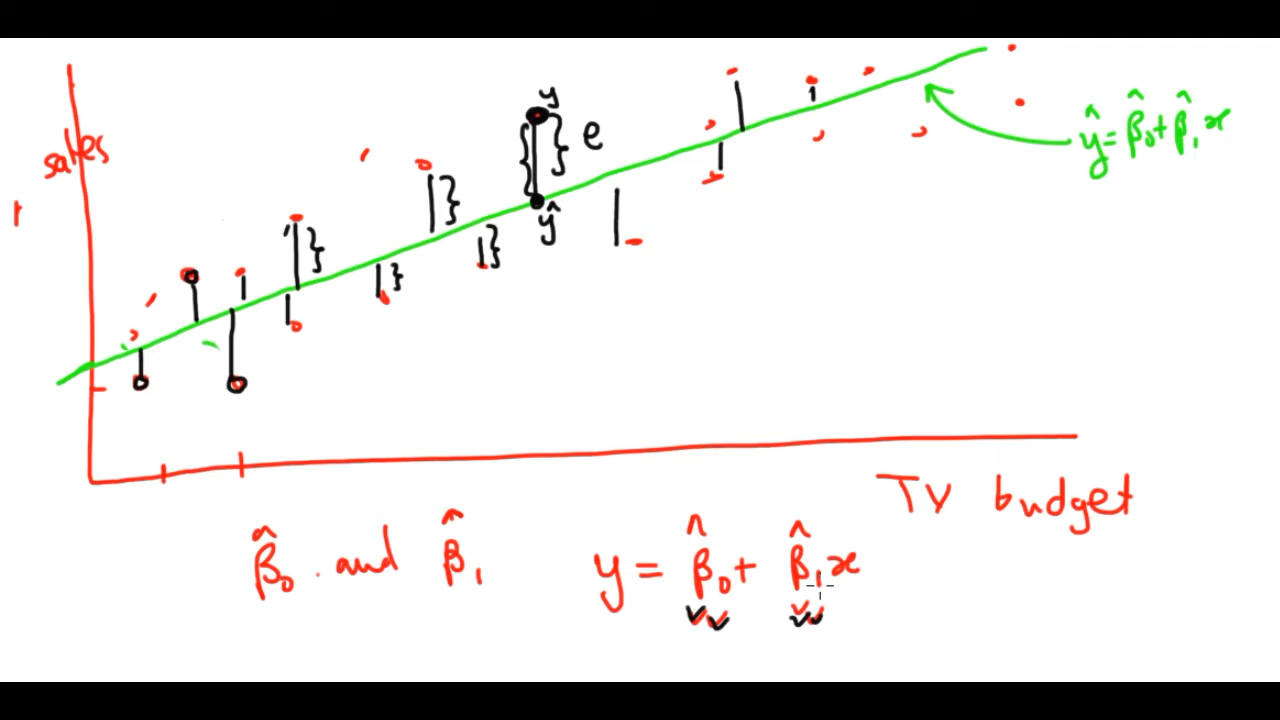 sales
y
e
ŷ
ŷ = β̂₀ + β̂₁x
TV budget
β̂₀ and β̂₁ y = β̂₀ + β̂₁x